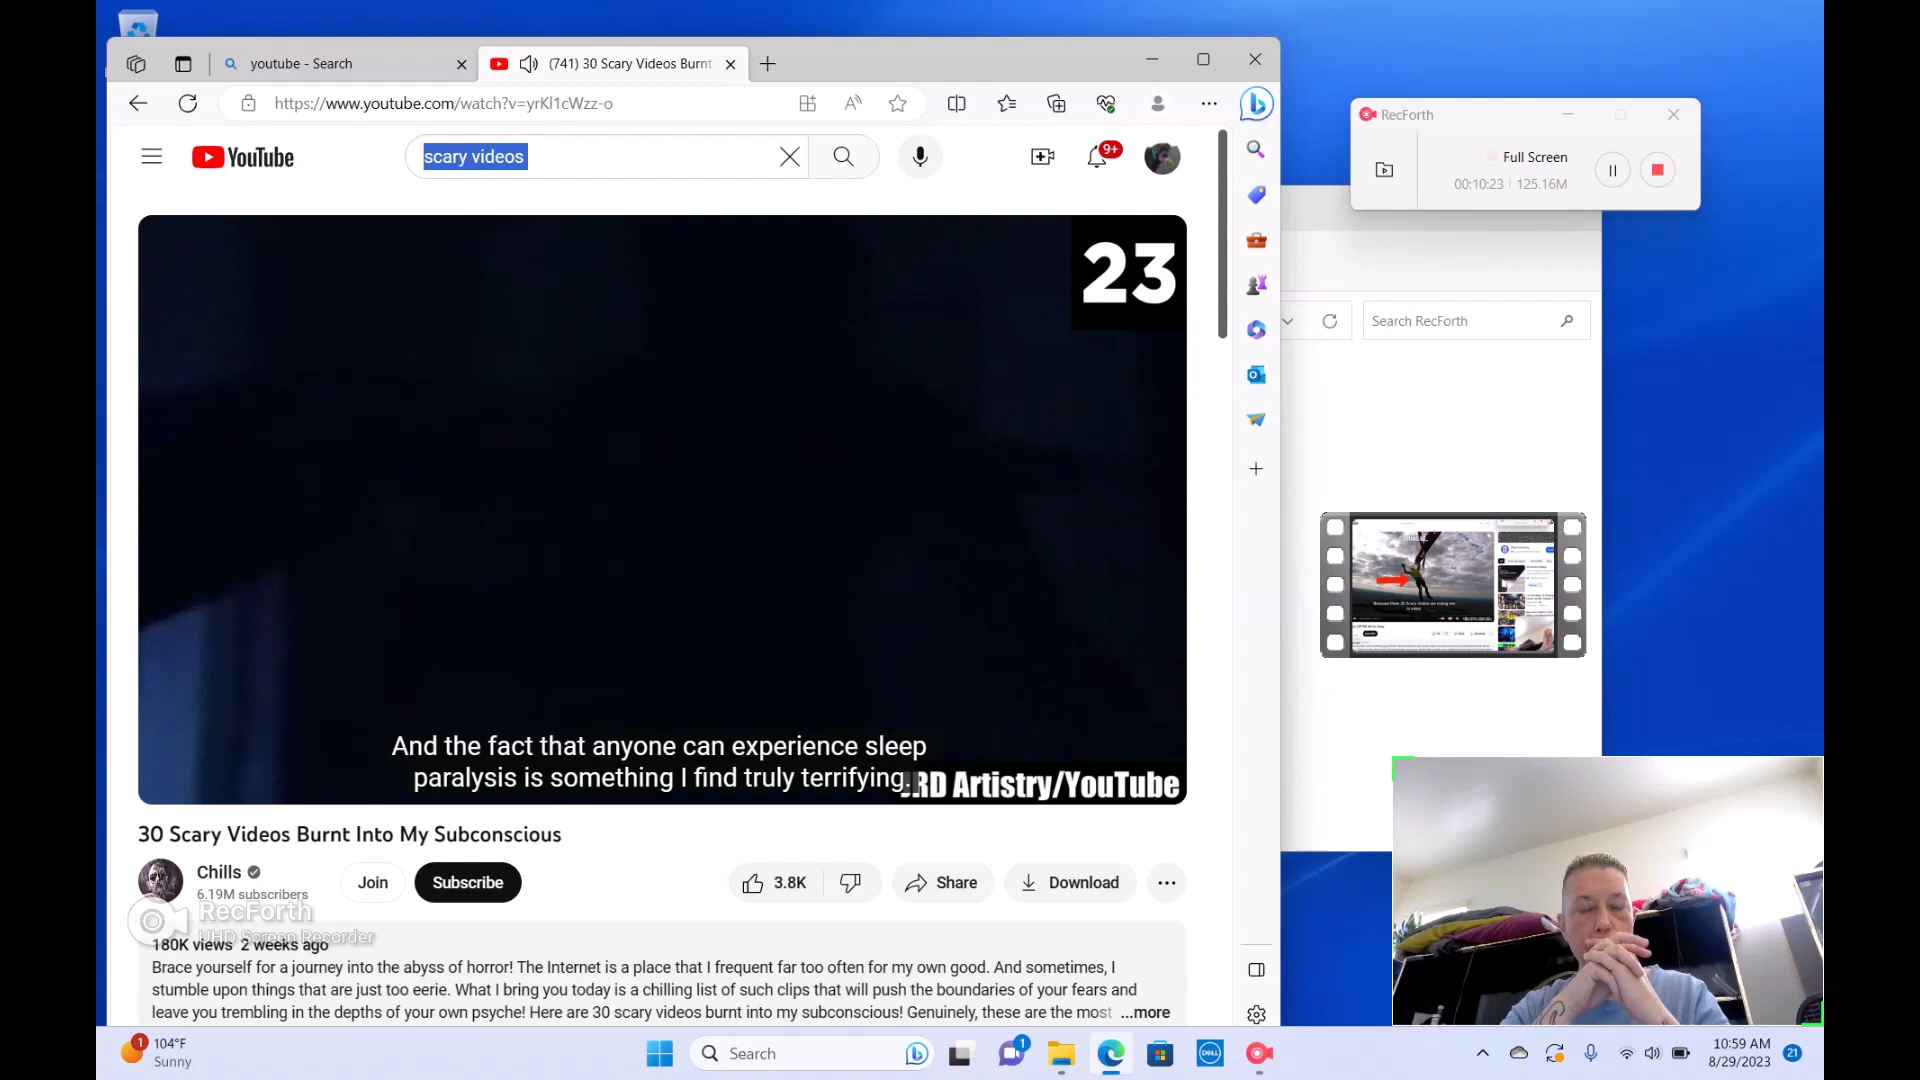 youtube - Search
(741) 30 Scary Videos Burnt
https://www.youtube.com/watch?v=yrKl1cWzz-o
YouTube
scary videos
9+
RecForth
Full Screen
00:10:23 | 125.16M
Search RecForth
23
And the fact that anyone can experience sleep
paralysis is something I find truly terrifying.
RD Artistry/YouTube
30 Scary Videos Burnt Into My Subconscious
Chills
6.19M subscribers
Join
Subscribe
3.8K
Share
Download
RecForth
UHD Screen Recorder
180K views 2 weeks ago
Brace yourself for a journey into the abyss of horror! The Internet is a place that I frequent far too often for my own good. And sometimes, I
stumble upon things that are just too eerie. What I bring you today is a chilling list of such clips that will push the boundaries of your fears and
leave you trembling in the depths of your own psyche! Here are 30 scary videos burnt into my subconscious! Genuinely, these are the most ...more
1
104°F
Sunny
Search
1
DELL
10:59 AM
8/29/2023
21